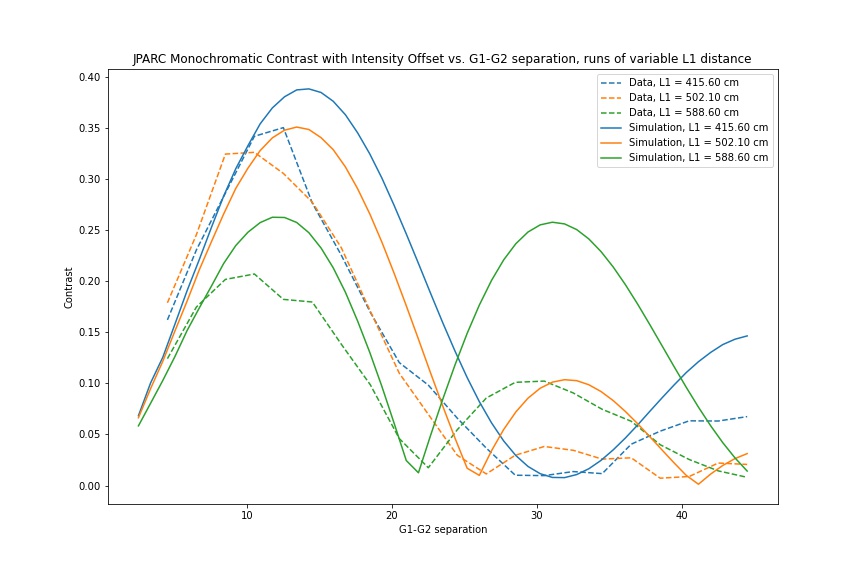 JPARC Monochromatic Contrast with Intensity Offset vs. G1-G2 separation, runs of variable L1 distance
0.40
0.35
0.30
0.25
0.20
0.15
0.10
0.05
0.00
Contrast
Data, L1 = 415.60 cm
Data, L1 = 502.10 cm
Data, L1 = 588.60 cm
Simulation, L1 = 415.60 cm
Simulation, L1 = 502.10 cm
Simulation, L1 = 588.60 cm
10 20 30 40
G1-G2 separation